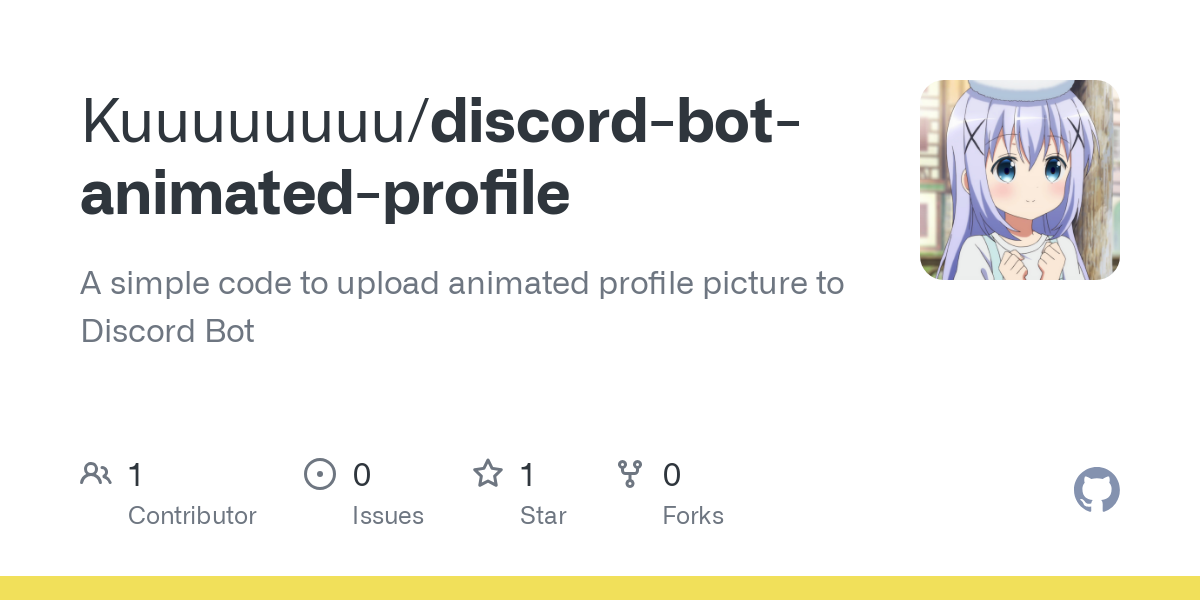 Kuuuuuuuu/discord-bot-
animated-profile
A simple code to upload animated profile picture to
Discord Bot
1
Contributor
0
Issues
1
Star
0
Forks